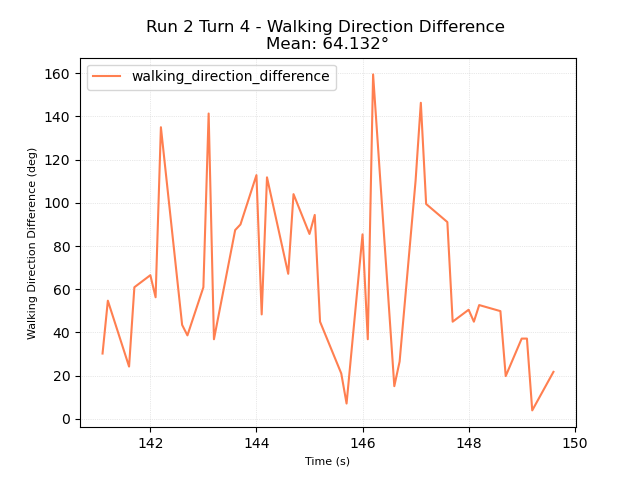 Run 2 Turn 4 - Walking Direction Difference
Mean: 64.132°
walking_direction_difference
Walking Direction Difference (deg)
160
140
120
100
80
60
40
20
0
142
144
146
148
150
Time (s)